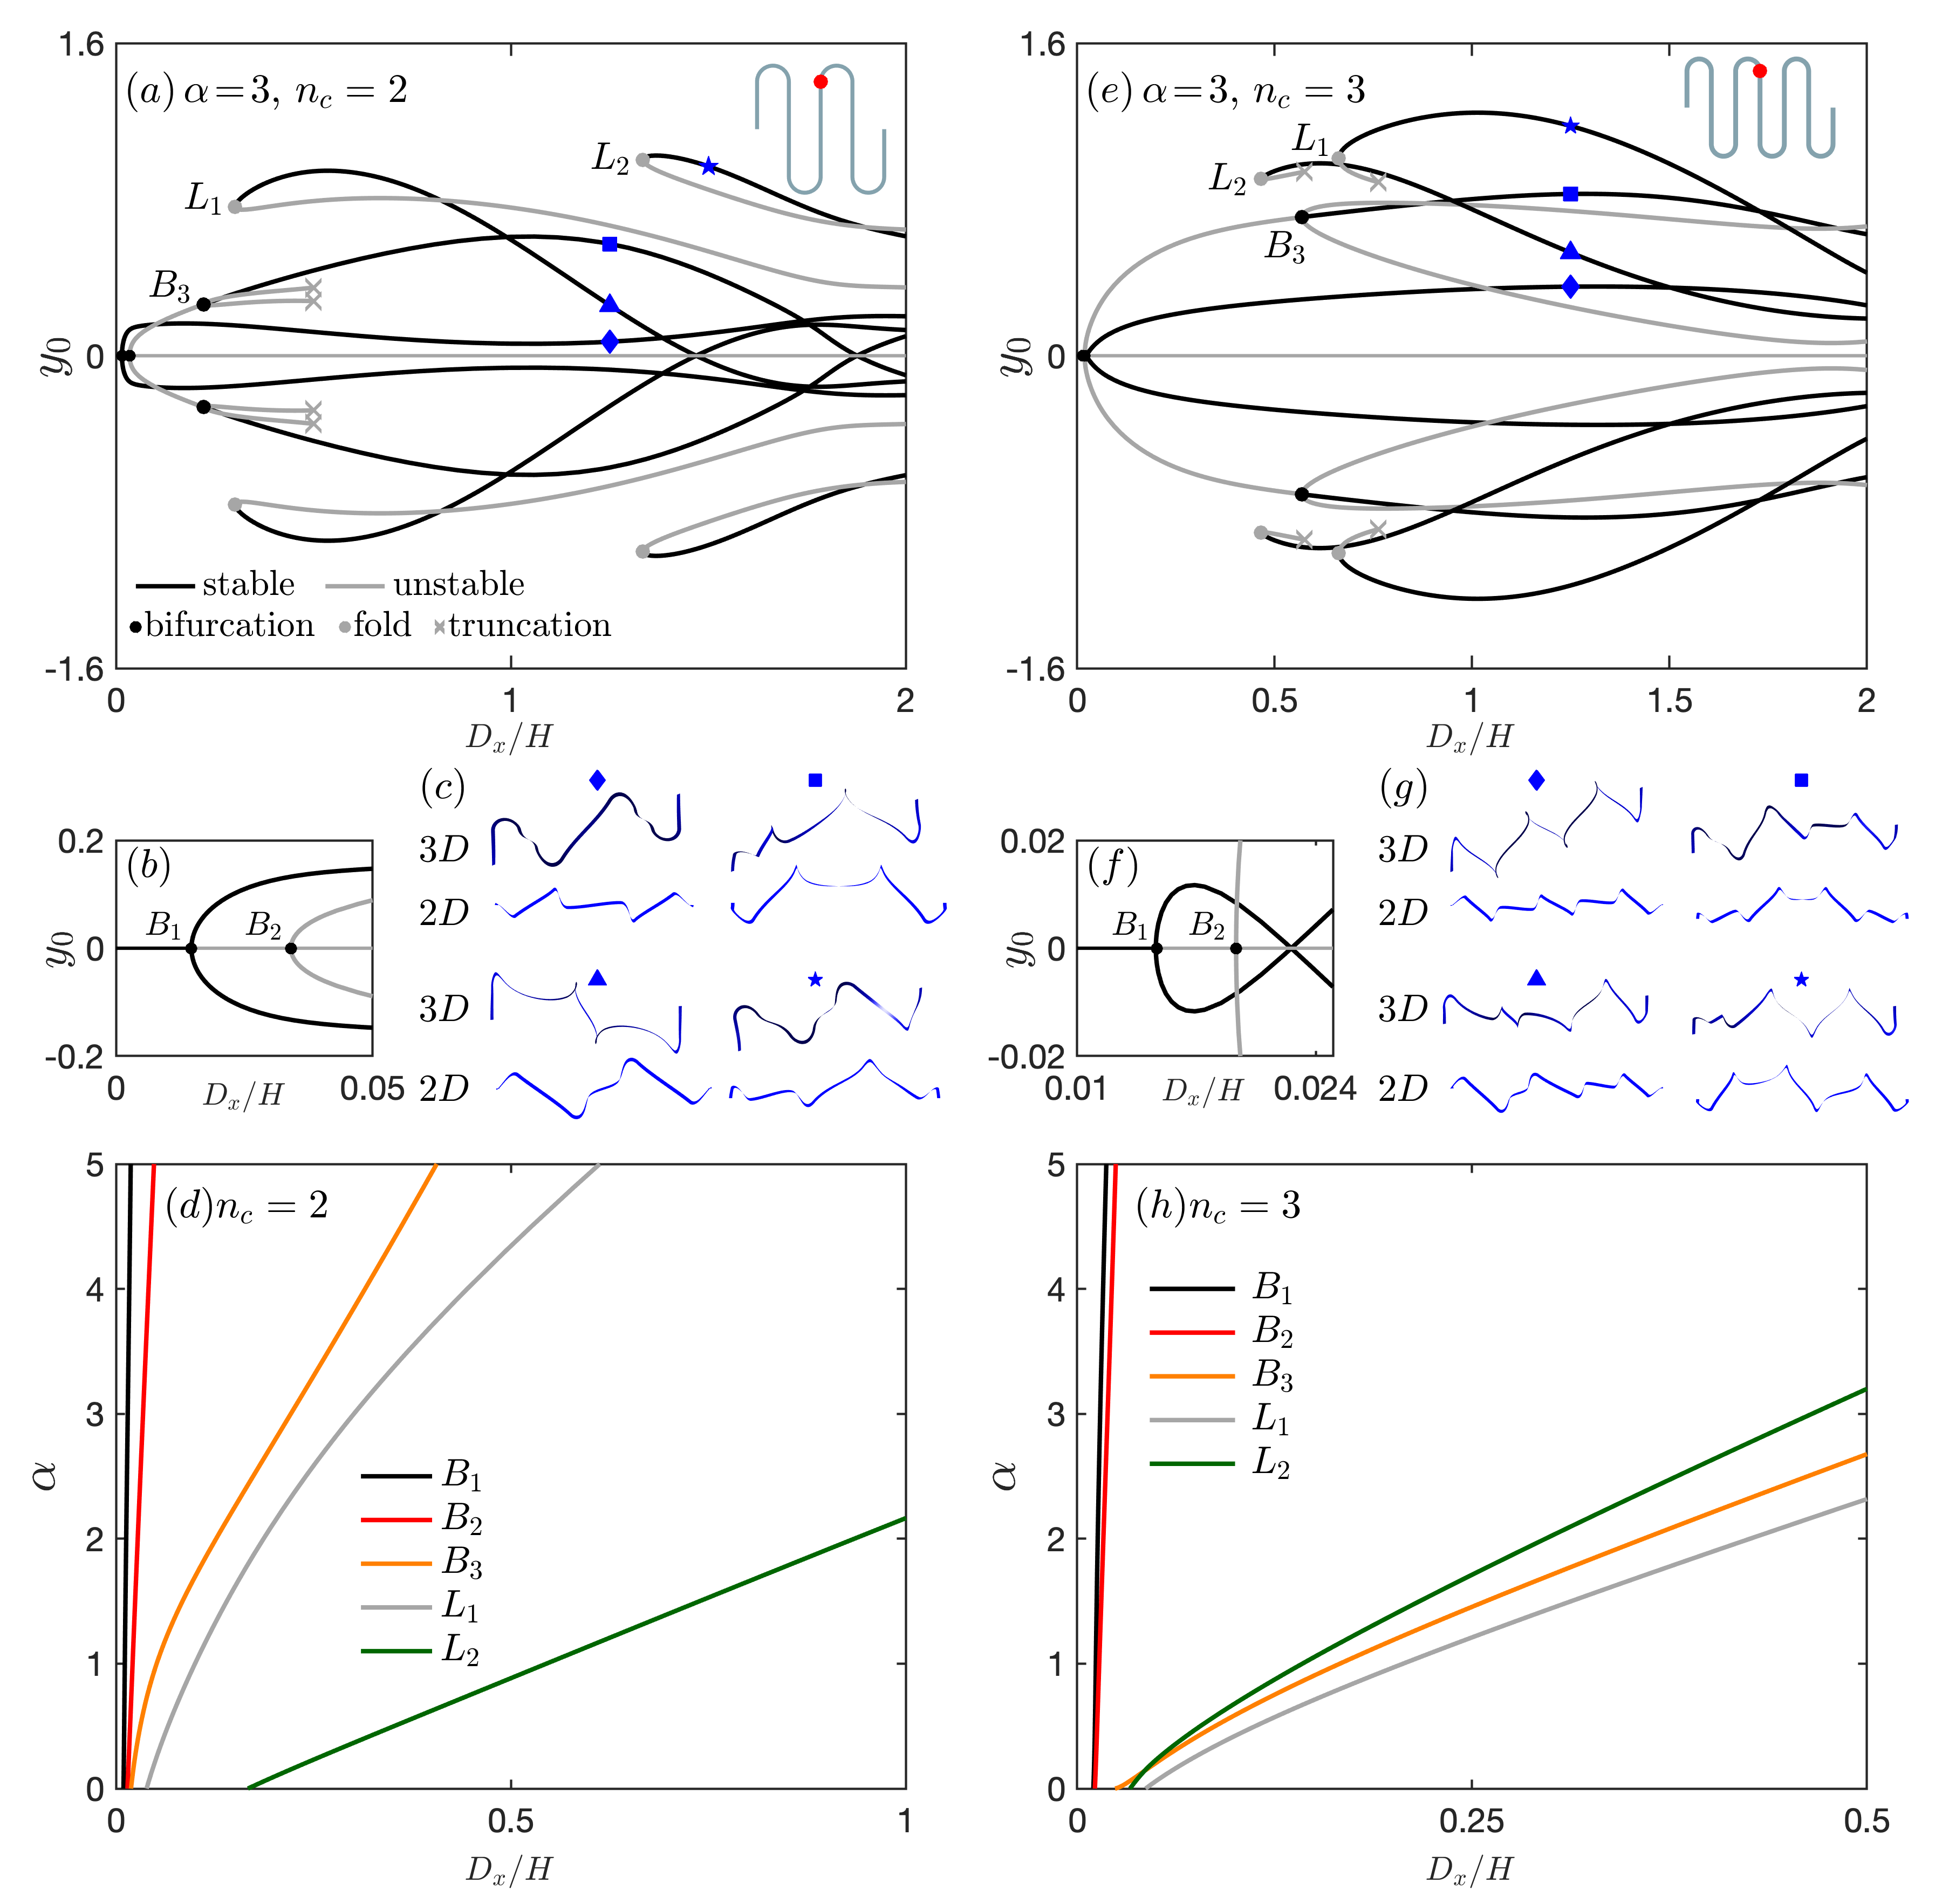 (a) α=3, n_c = 2
1.6
0
-1.6
y_0
L_1
L_2
B_3
stable unstable
bifurcation fold truncation
0 1 2
D_x/H
(e) α=3, n_c = 3
1.6
0
-1.6
y_0
L_1
L_2
B_3
0 0.5 1 1.5 2
D_x/H
(b)
0.2
0
-0.2
y_0
B_1 B_2
0 0.05
D_x/H
(c)
3D
2D
3D
2D
(f)
0.02
0
-0.02
y_0
B_1 B_2
0.01 0.024
D_x/H
(g)
3D
2D
3D
2D
(d) n_c = 2
5
4
3
2
1
0
α
B_1
B_2
B_3
L_1
L_2
0 0.5 1
D_x/H
(h) n_c = 3
5
4
3
2
1
0
α
B_1
B_2
B_3
L_1
L_2
0 0.25 0.5
D_x/H